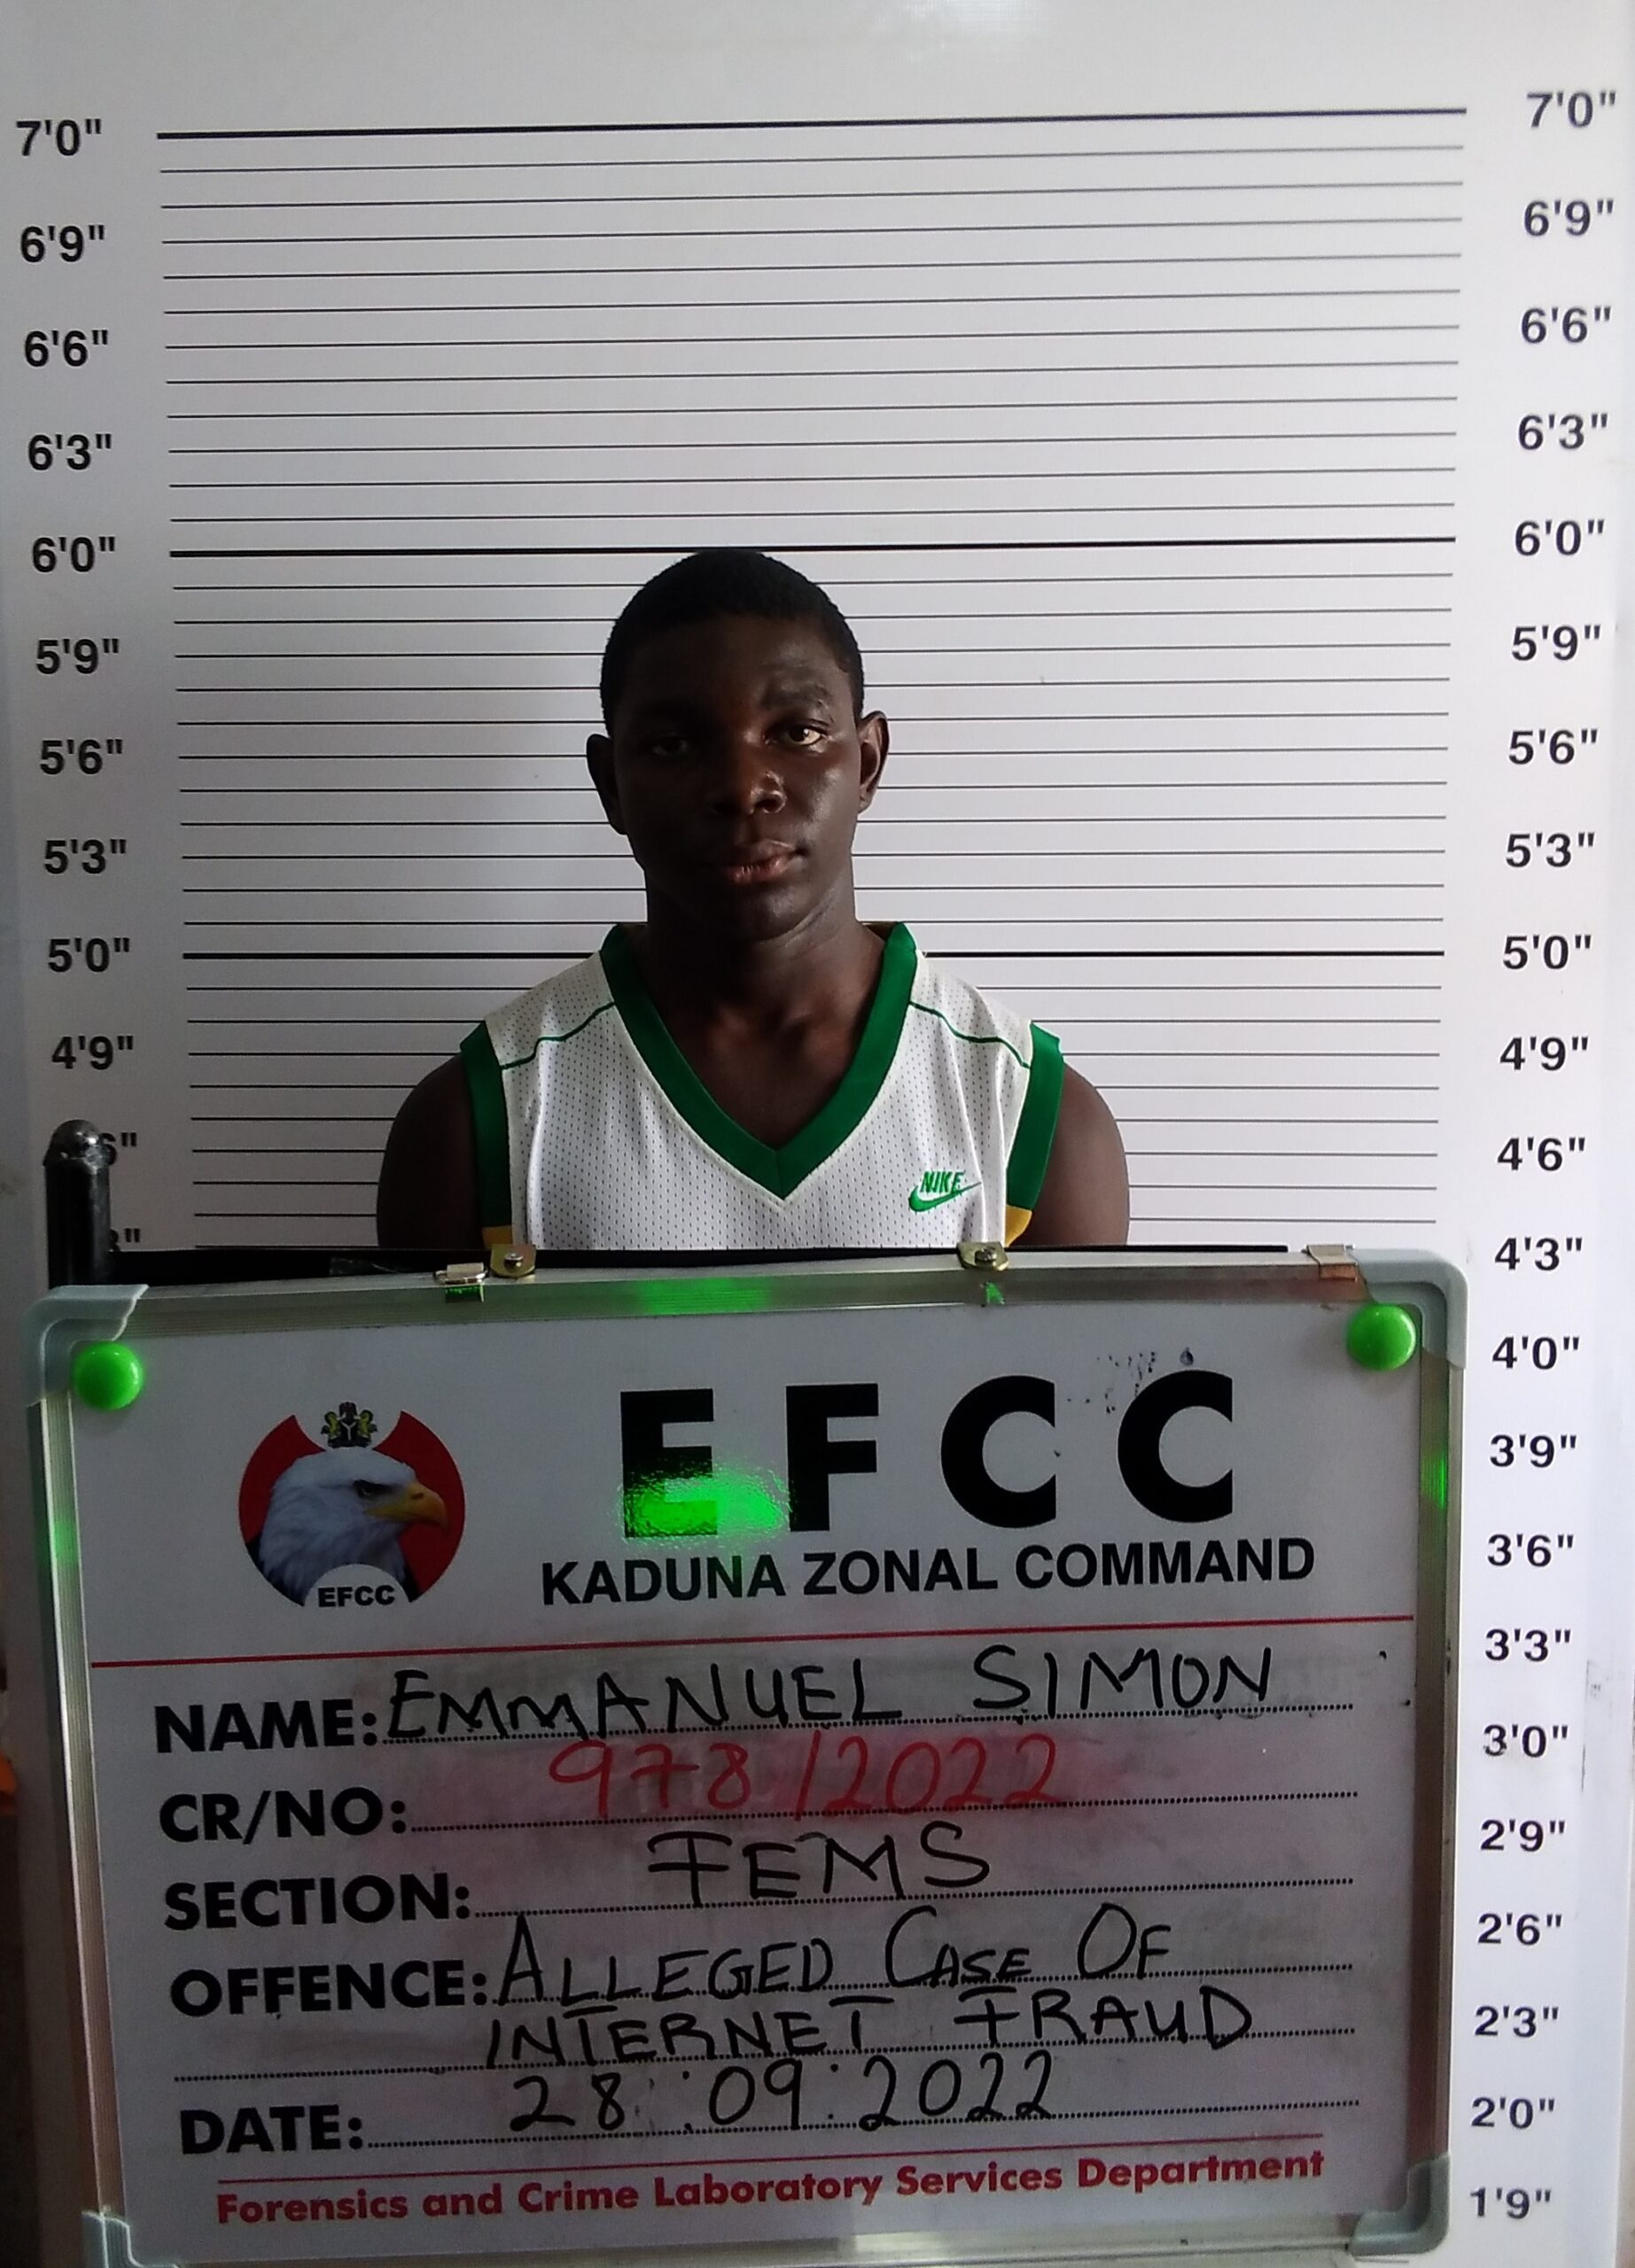 7'0" 7'0"
6'9" 6'9"
6'6" 6'6"
6'3" 6'3"
6'0" 6'0"
5'9" 5'9"
5'6" 5'6"
5'3" 5'3"
5'0" 5'0"
4'9" 4'9"
4'6"
4'3"
4'0"
3'9"
3'6"
3'3"
3'0"
2'9"
2'6"
2'3"
2'0"
1'9"
NIKE
EFCC
EFCC
KADUNA ZONAL COMMAND
NAME: EMMANUEL SIMON
CR/NO: 978/2022
SECTION: FEMS
OFFENCE: ALLEGED CASE OF
INTERNET FRAUD
DATE: 28:09:2022
Forensics and Crime Laboratory Services Department